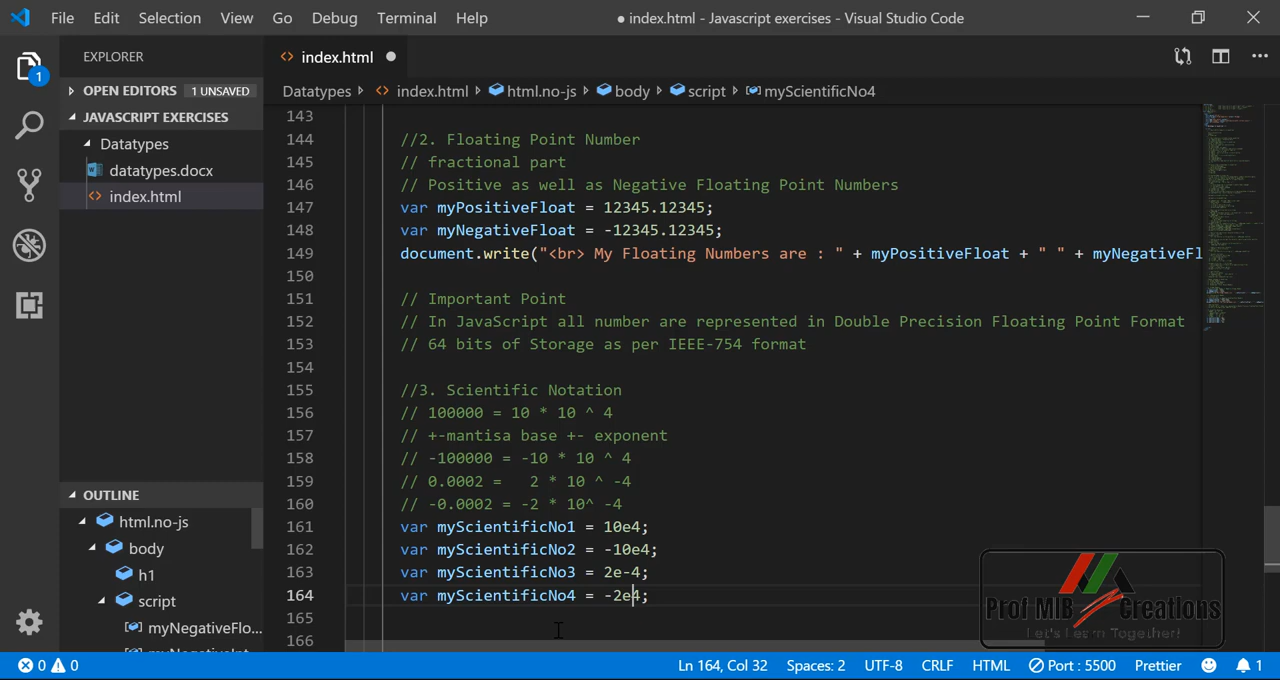 File Edit Selection View Go Debug Terminal Help
● index.html - Javascript exercises - Visual Studio Code
EXPLORER
OPEN EDITORS 1 UNSAVED
JAVASCRIPT EXERCISES
Datatypes
datatypes.docx
index.html
1
OUTLINE
html.no-js
body
h1
script
myNegativeFlo...
index.html
Datatypes index.html html.no-js body script myScientificNo4
143
144 //2. Floating Point Number
145 // fractional part
146 // Positive as well as Negative Floating Point Numbers
147 var myPositiveFloat = 12345.12345;
148 var myNegativeFloat = -12345.12345;
149 document.write("<br> My Floating Numbers are : " + myPositiveFloat + " " + myNegativeFl
150
151 // Important Point
152 // In JavaScript all number are represented in Double Precision Floating Point Format
153 // 64 bits of Storage as per IEEE-754 format
154
155 //3. Scientific Notation
156 // 100000 = 10 * 10 ^ 4
157 // +-mantisa base +- exponent
158 // -100000 = -10 * 10 ^ 4
159 // 0.0002 =   2 * 10 ^ -4
160 // -0.0002 = -2 * 10^ -4
161 var myScientificNo1 = 10e4;
162 var myScientificNo2 = -10e4;
163 var myScientificNo3 = 2e-4;
164 var myScientificNo4 = -2e4;
165
166
Prof MIB Creations
Let's Learn Together!
0 0 Ln 164, Col 32 Spaces: 2 UTF-8 CRLF HTML Port : 5500 Prettier 1